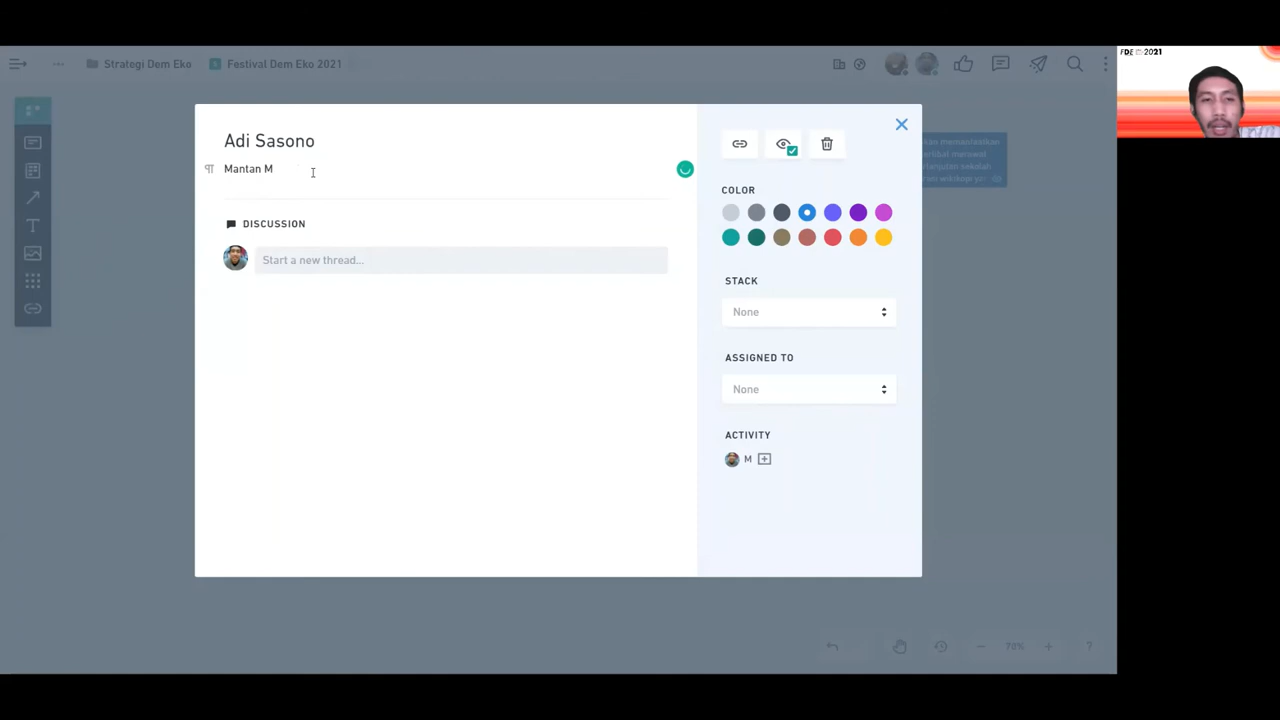 Strategi Dem Eko
Festival Dem Eko 2021
FDE 2021
Adi Sasono
Mantan M
DISCUSSION
Start a new thread...
COLOR
STACK
None
ASSIGNED TO
None
ACTIVITY
M
70%
?